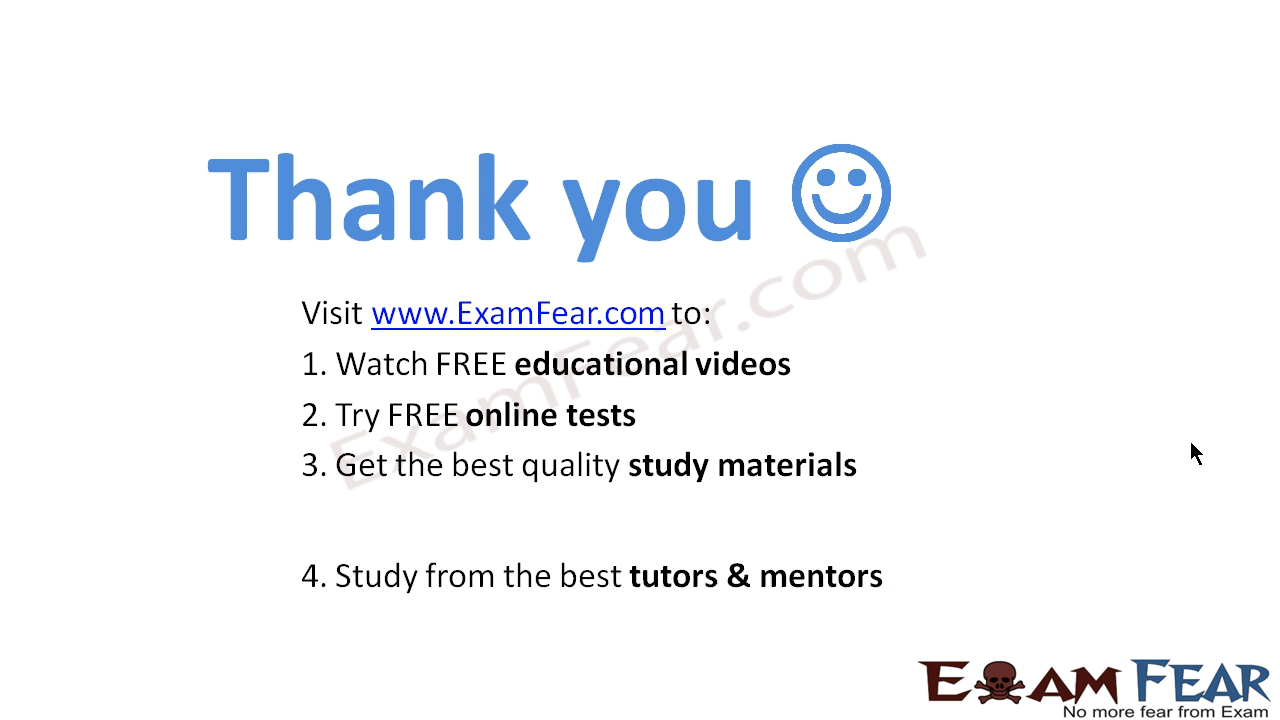 Thank you
Visit www.ExamFear.com to:
1. Watch FREE educational videos
2. Try FREE online tests
3. Get the best quality study materials
4. Study from the best tutors & mentors
ExamFear.com
EXAM FEAR
No more fear from Exam